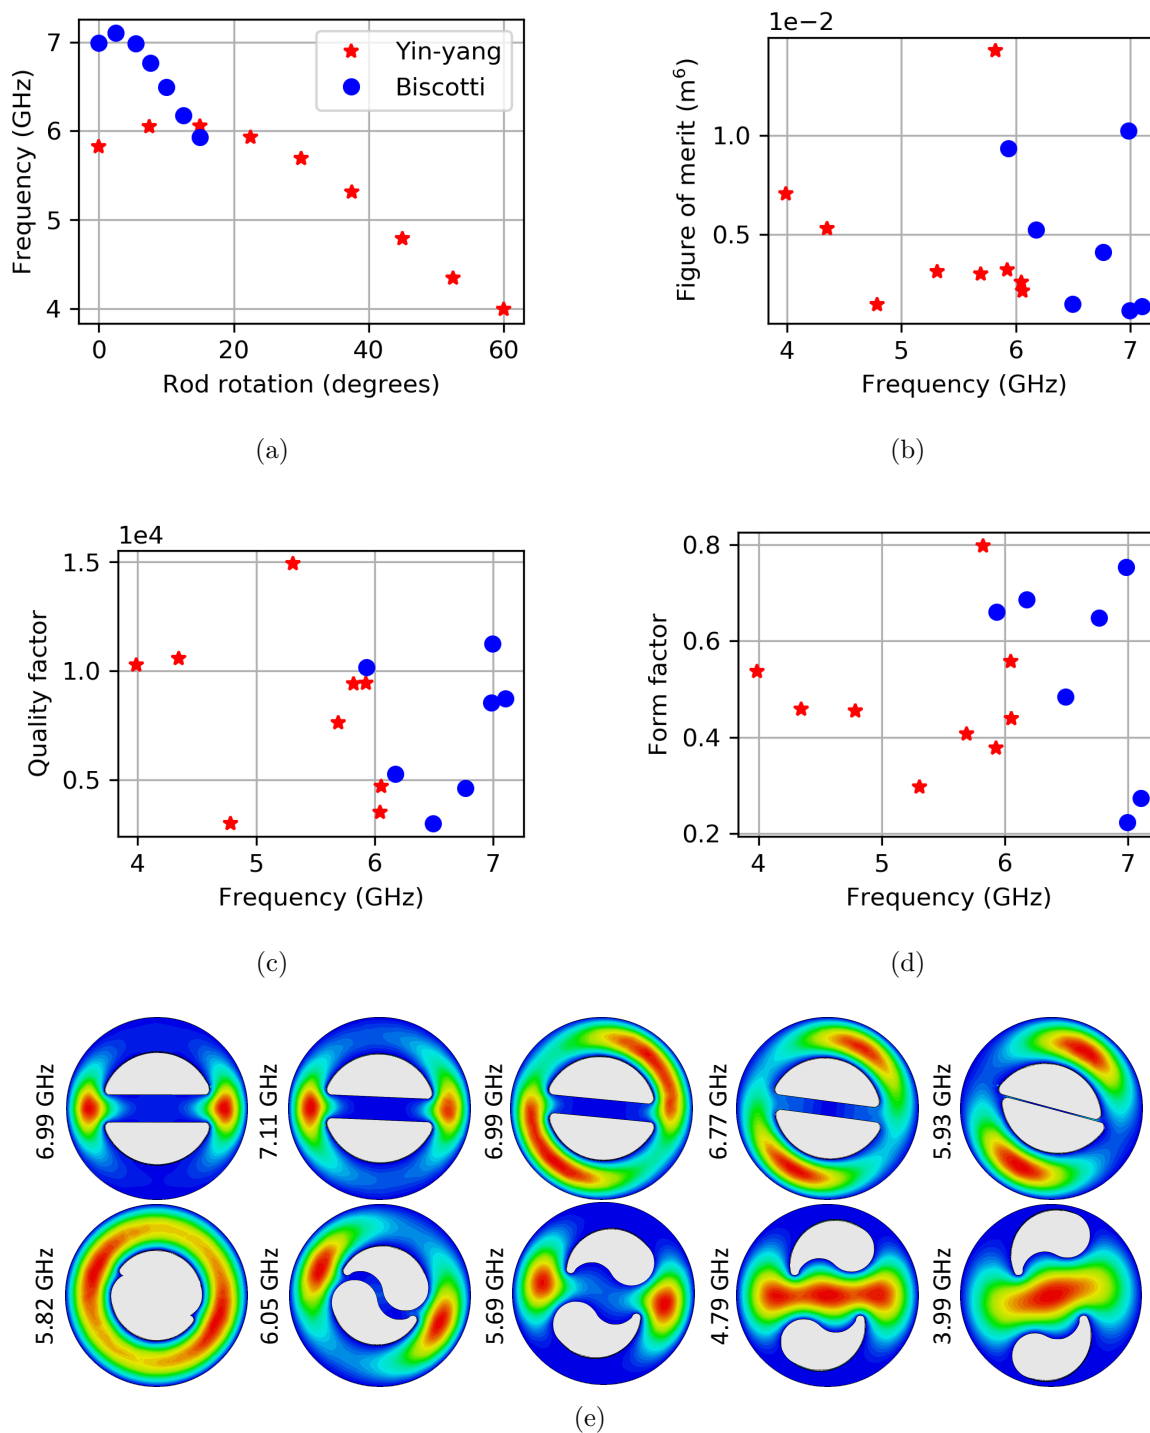 7
6
5
4
Frequency (GHz)
0
20
40
60
Rod rotation (degrees)
Yin-yang
Biscotti
(a)
1e−2
1.0
0.5
Figure of merit (m⁶)
4
5
6
7
Frequency (GHz)
(b)
1e4
1.5
1.0
0.5
Quality factor
4
5
6
7
Frequency (GHz)
(c)
0.8
0.6
0.4
0.2
Form factor
4
5
6
7
Frequency (GHz)
(d)
6.99 GHz
7.11 GHz
6.99 GHz
6.77 GHz
5.93 GHz
5.82 GHz
6.05 GHz
5.69 GHz
4.79 GHz
3.99 GHz
(e)